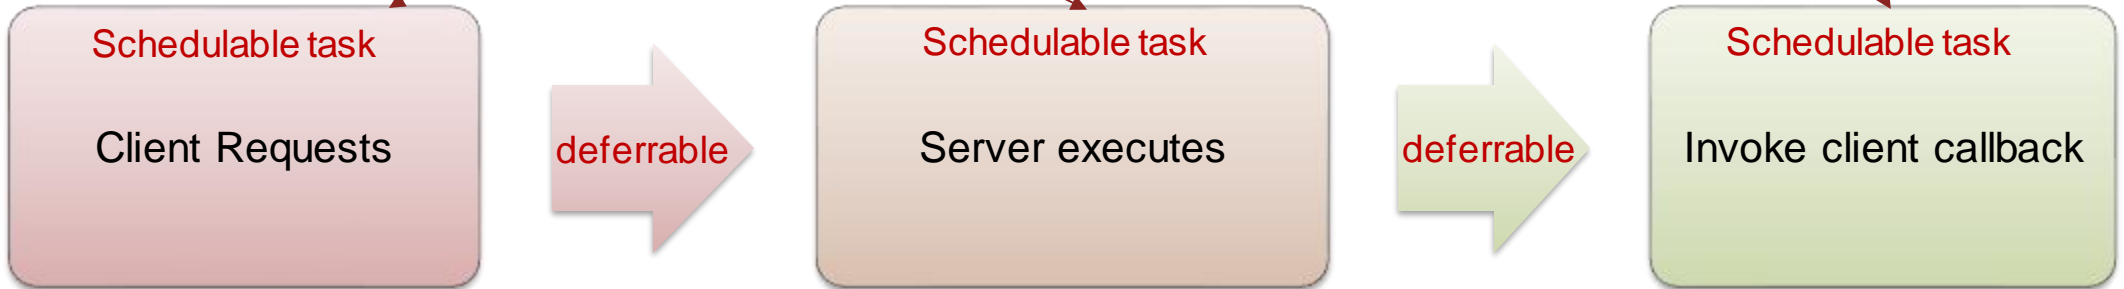 Schedulable task
Client Requests
deferrable
Schedulable task
Server executes
deferrable
Schedulable task
Invoke client callback